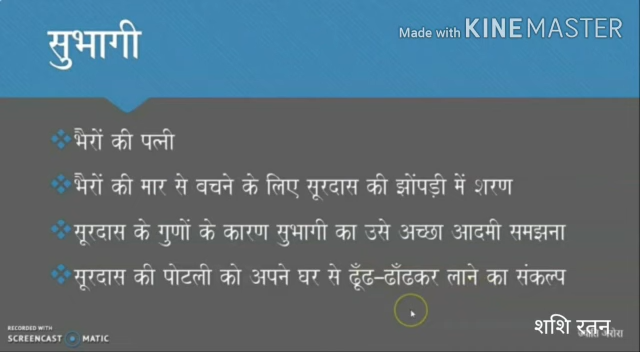 सुभागी
Made with KINEMASTER
भैरों की पत्नी
भैरों की मार से बचने के लिए सूरदास की झोंपड़ी में शरण
सूरदास के गुणों के कारण सुभागी का उसे अच्छा आदमी समझना
सूरदास की पोटली को अपने घर से ढूँढ-ढाँढकर लाने का संकल्प
RECORDED WITH
SCREENCAST MATIC
शशि रतन